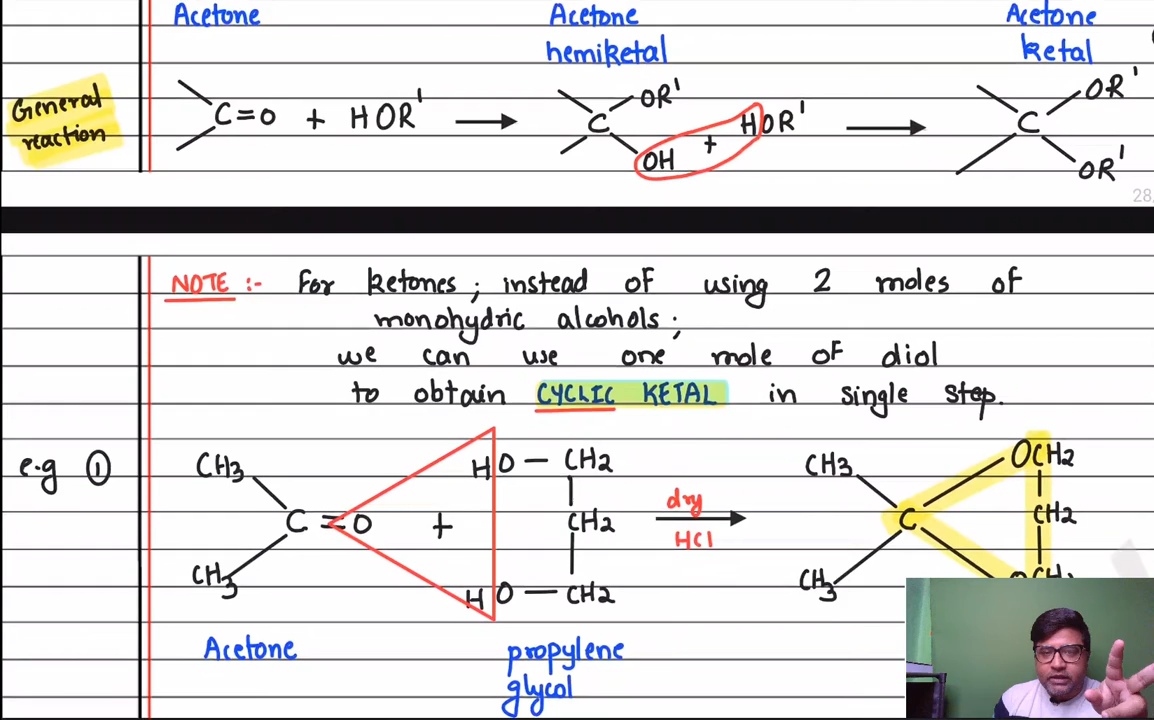 Acetone
Acetone hemiketal
Acetone ketal
General reaction
C=O + HOR' → C OR' OH + HOR' → C OR' OR'
28
NOTE :- For ketones ; instead of using 2 moles of
monohydric alcohols ;
we can use one mole of diol
to obtain CYCLIC KETAL in single step.
e.g ①
CH3 HO - CH2 CH3 OCH2
C = O + CH2 dry HCl → C CH2
CH3 HO - CH2 CH3
Acetone
propylene glycol